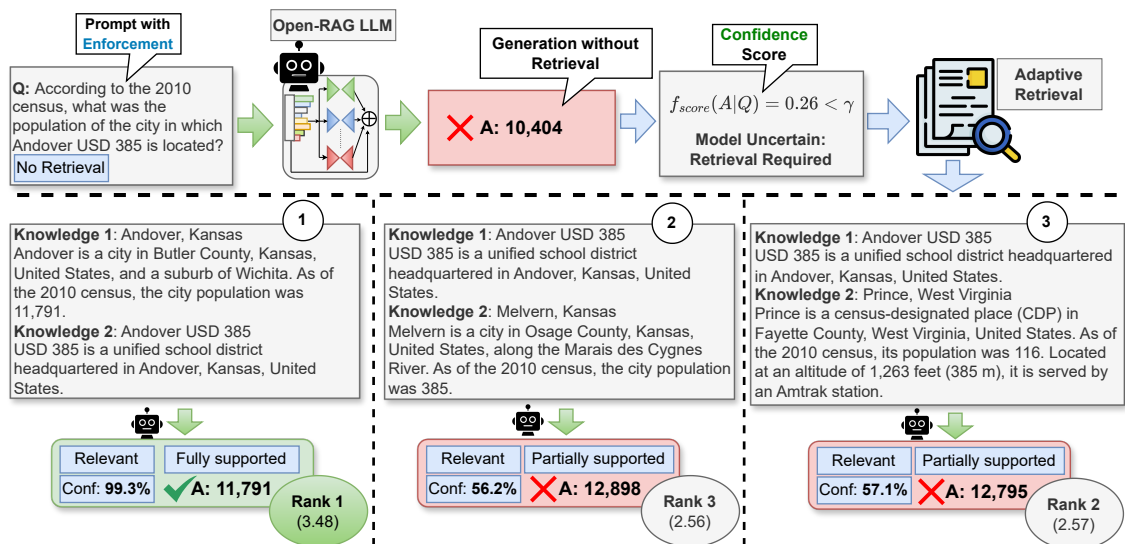 Prompt with
Enforcement
Open-RAG LLM
Generation without
Retrieval
Confidence
Score
Q: According to the 2010
census, what was the
population of the city in which
Andover USD 385 is located?
No Retrieval
A: 10,404
f_{score}(A|Q) = 0.26 < γ
Model Uncertain:
Retrieval Required
Adaptive
Retrieval
1
Knowledge 1: Andover, Kansas
Andover is a city in Butler County, Kansas,
United States, and a suburb of Wichita. As of
the 2010 census, the city population was
11,791.
Knowledge 2: Andover USD 385
USD 385 is a unified school district
headquartered in Andover, Kansas, United
States.
Relevant
Fully supported
Conf: 99.3%
A: 11,791
Rank 1
(3.48)
2
Knowledge 1: Andover USD 385
USD 385 is a unified school district
headquartered in Andover, Kansas, United
States.
Knowledge 2: Melvern, Kansas
Melvern is a city in Osage County, Kansas,
United States, along the Marais des Cygnes
River. As of the 2010 census, the city population
was 385.
Relevant
Partially supported
Conf: 56.2%
A: 12,898
Rank 3
(2.56)
3
Knowledge 1: Andover USD 385
USD 385 is a unified school district headquartered
in Andover, Kansas, United States.
Knowledge 2: Prince, West Virginia
Prince is a census-designated place (CDP) in
Fayette County, West Virginia, United States. As of
the 2010 census, its population was 116. Located
at an altitude of 1,263 feet (385 m), it is served by
an Amtrak station.
Relevant
Partially supported
Conf: 57.1%
A: 12,795
Rank 2
(2.57)